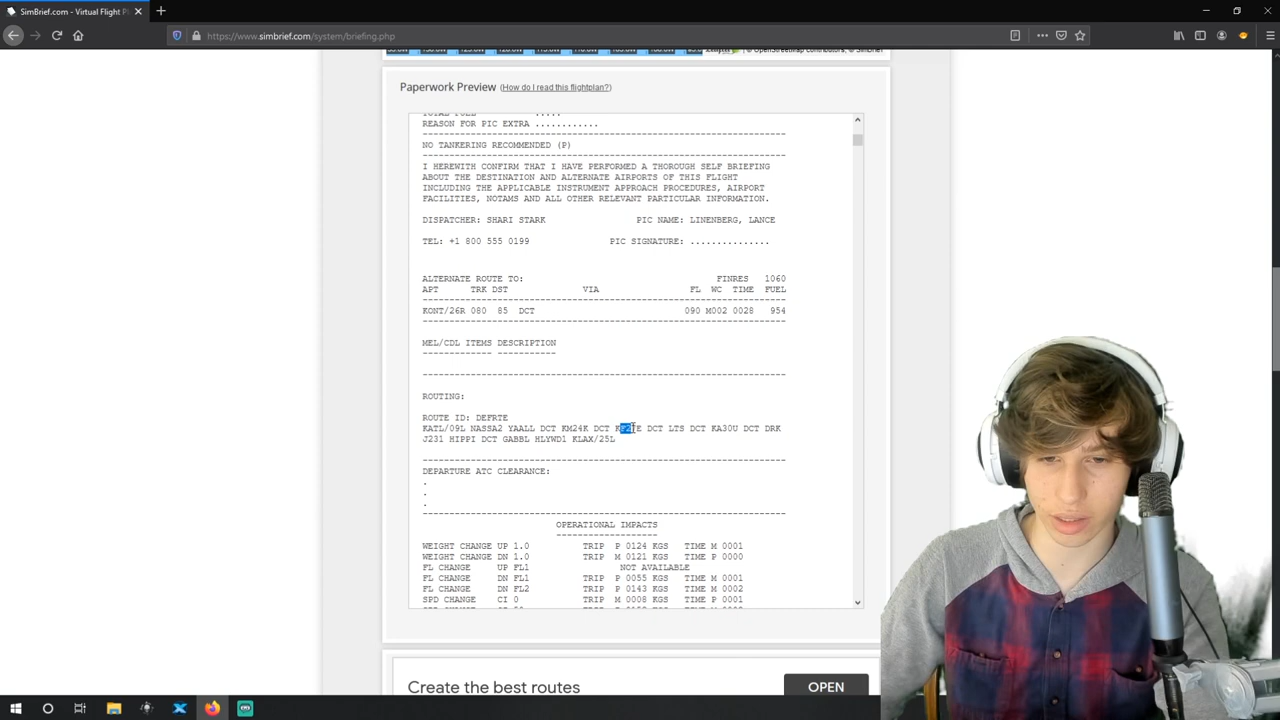 SimBrief.com - Virtual Flight P
https://www.simbrief.com/system/briefing.php
Paperwork Preview (How do I read this flightplan?)
REASON FOR PIC EXTRA ............
NO TANKERING RECOMMENDED (P)
I HEREWITH CONFIRM THAT I HAVE PERFORMED A THOROUGH SELF BRIEFING
ABOUT THE DESTINATION AND ALTERNATE AIRPORTS OF THIS FLIGHT
INCLUDING THE APPLICABLE INSTRUMENT APPROACH PROCEDURES, AIRPORT
FACILITIES, NOTAMS AND ALL OTHER RELEVANT PARTICULAR INFORMATION.
DISPATCHER: SHARI STARK PIC NAME: LINENBERG, LANCE
TEL: +1 800 555 0199 PIC SIGNATURE: ...............
ALTERNATE ROUTE TO: FINRES 1060
APT TRK DST VIA FL WC TIME FUEL
KONT/26R 080 85 DCT 090 M002 0028 954
MEL/CDL ITEMS DESCRIPTION
ROUTING:
ROUTE ID: DEFRTE
KATL/09L NASSA2 YAALL DCT KM24K DCT DCT LTS DCT KA30U DCT DRK
J231 HIPPI DCT GABBL HLYWD1 KLAX/25L
DEPARTURE ATC CLEARANCE:
.
.
.
OPERATIONAL IMPACTS
WEIGHT CHANGE UP 1.0 TRIP P 0124 KGS TIME M 0001
WEIGHT CHANGE DN 1.0 TRIP M 0121 KGS TIME P 0000
FL CHANGE UP FL1 NOT AVAILABLE
FL CHANGE DN FL1 TRIP P 0055 KGS TIME M 0001
FL CHANGE DN FL2 TRIP P 0143 KGS TIME M 0002
SPD CHANGE CI 0 TRIP M 0008 KGS TIME P 0001
Create the best routes
OPEN